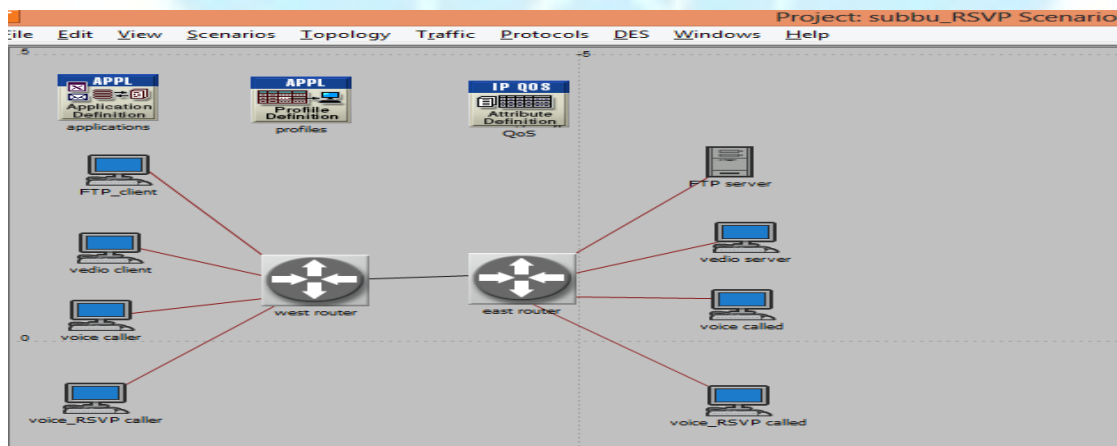 Project: subbu_RSVP Scenario
File Edit View Scenarios Topology Traffic Protocols DES Windows Help
5
5
APPL
Application
Definition
applications
APPL
Profile
Definition
profiles
IP QOS
Attribute
Definition
QoS
FTP_client
FTP server
vedio client
vedio server
west router
east router
voice caller
voice called
0
voice_RSVP caller
voice_RSVP called